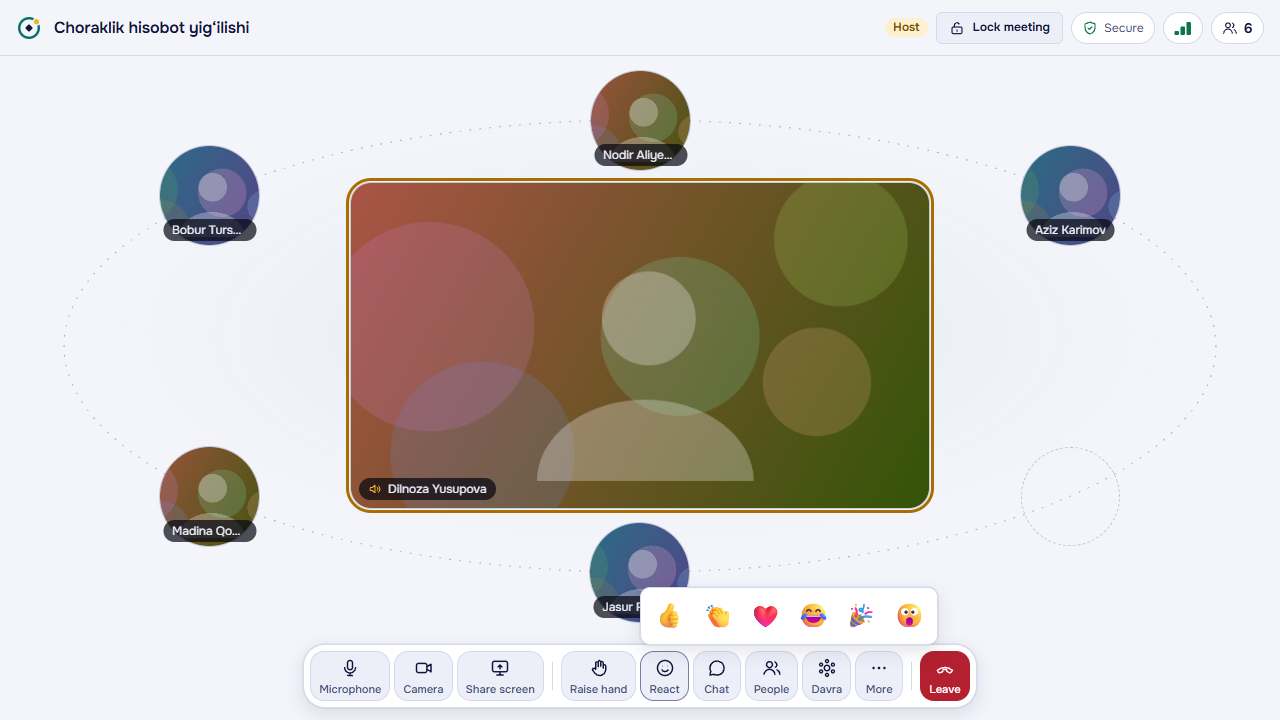 Choraklik hisobot yig‘ilishi
Host
Lock meeting
Secure
6
Nodir Aliye...
Bobur Turs...
Aziz Karimov
Dilnoza Yusupova
Madina Qo...
Jasur
Microphone
Camera
Share screen
Raise hand
React
Chat
People
Davra
More
Leave